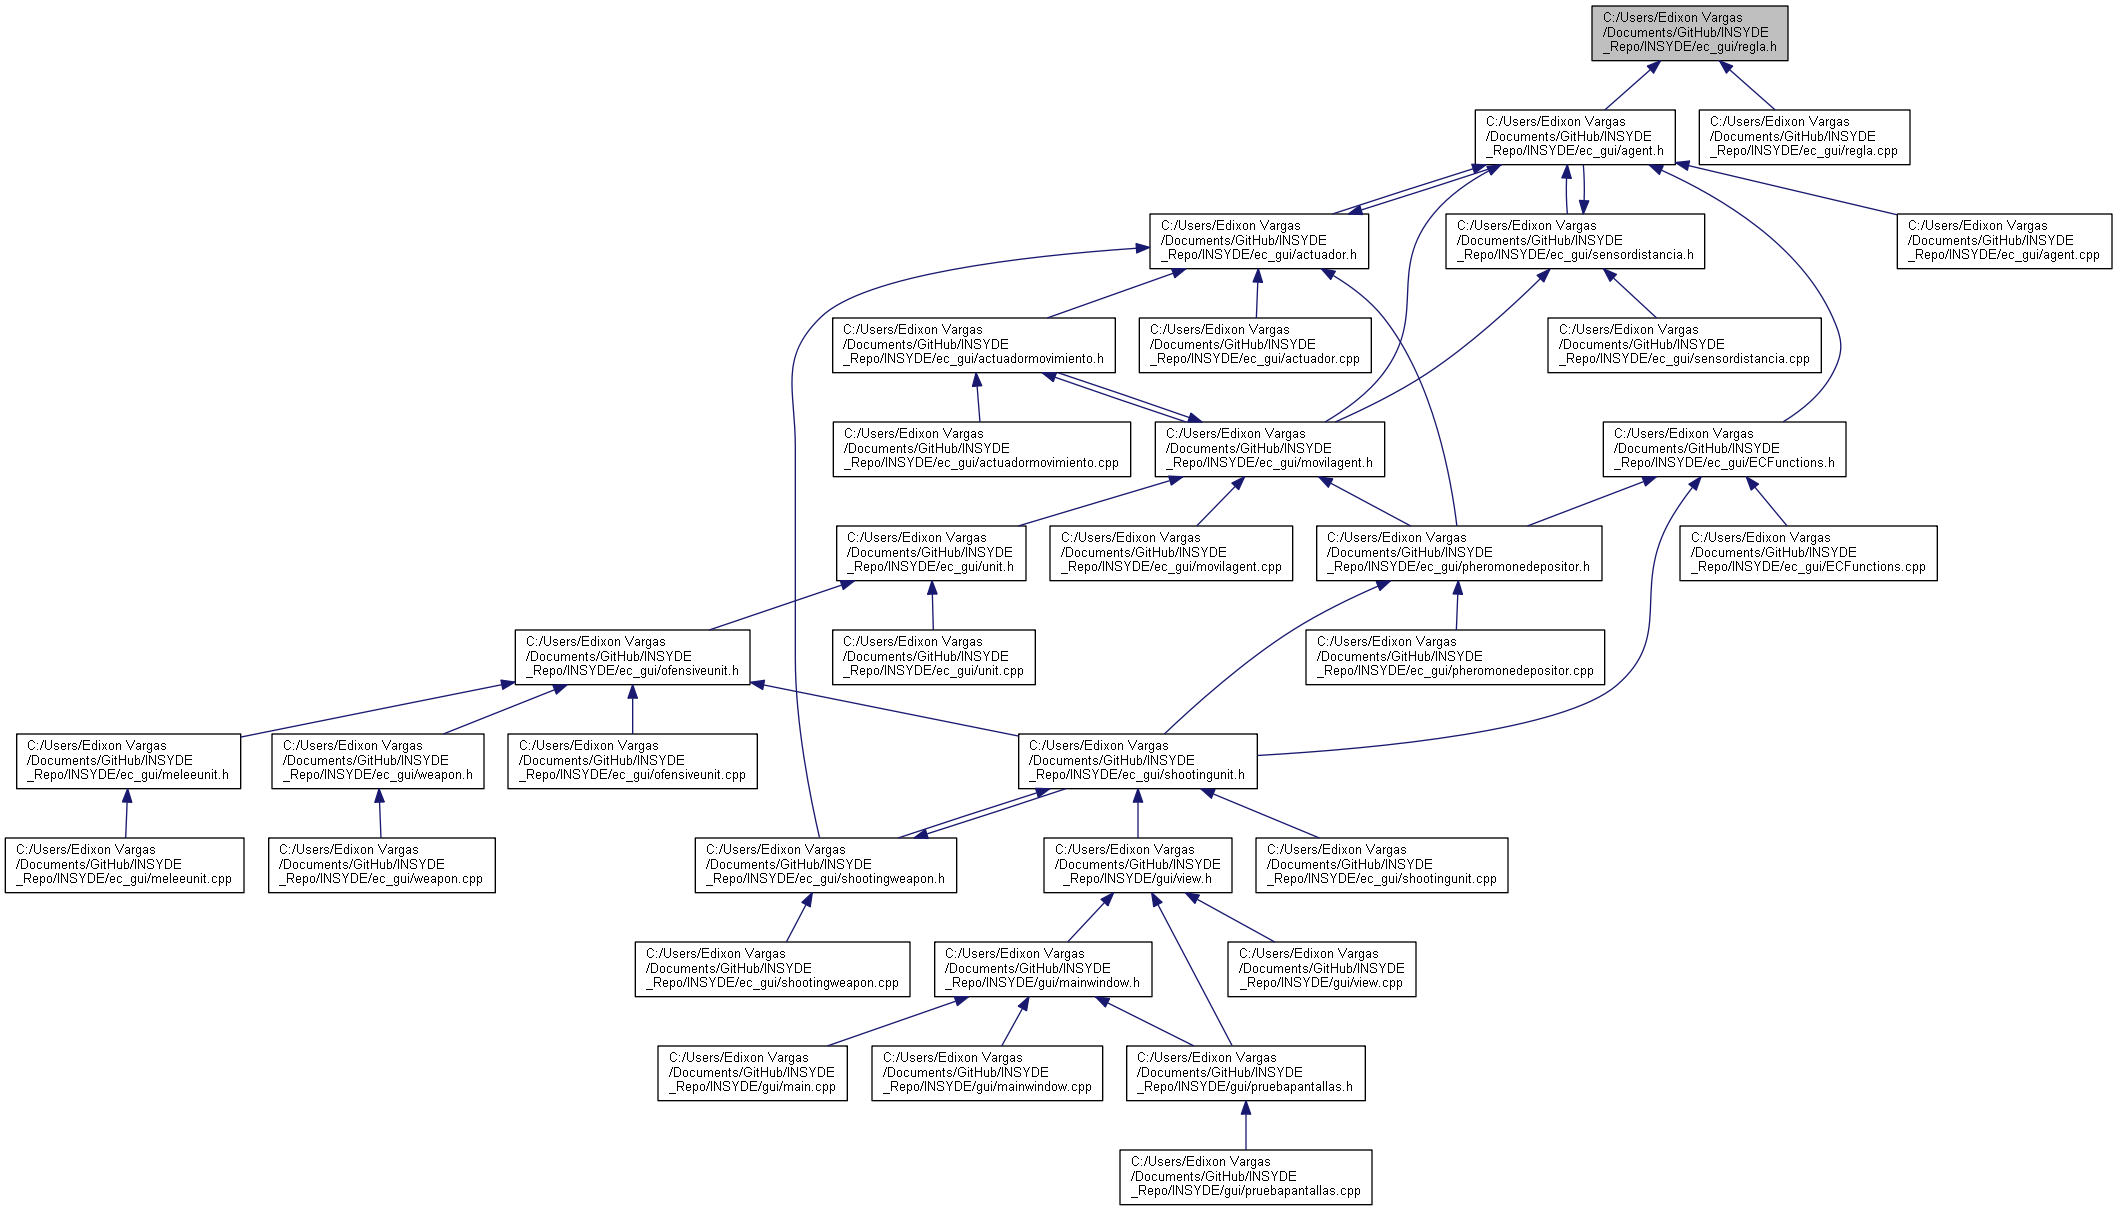 C:/Users/Edixon Vargas
/Documents/GitHub/INSYDE
_Repo/INSYDE/ec_gui/regla.h
C:/Users/Edixon Vargas
/Documents/GitHub/INSYDE
_Repo/INSYDE/ec_gui/agent.h
C:/Users/Edixon Vargas
/Documents/GitHub/INSYDE
_Repo/INSYDE/ec_gui/regla.cpp
C:/Users/Edixon Vargas
/Documents/GitHub/INSYDE
_Repo/INSYDE/ec_gui/actuador.h
C:/Users/Edixon Vargas
/Documents/GitHub/INSYDE
_Repo/INSYDE/ec_gui/sensordistancia.h
C:/Users/Edixon Vargas
/Documents/GitHub/INSYDE
_Repo/INSYDE/ec_gui/agent.cpp
C:/Users/Edixon Vargas
/Documents/GitHub/INSYDE
_Repo/INSYDE/ec_gui/actuadormovimiento.h
C:/Users/Edixon Vargas
/Documents/GitHub/INSYDE
_Repo/INSYDE/ec_gui/actuador.cpp
C:/Users/Edixon Vargas
/Documents/GitHub/INSYDE
_Repo/INSYDE/ec_gui/sensordistancia.cpp
C:/Users/Edixon Vargas
/Documents/GitHub/INSYDE
_Repo/INSYDE/ec_gui/actuadormovimiento.cpp
C:/Users/Edixon Vargas
/Documents/GitHub/INSYDE
_Repo/INSYDE/ec_gui/movilagent.h
C:/Users/Edixon Vargas
/Documents/GitHub/INSYDE
_Repo/INSYDE/ec_gui/ECFunctions.h
C:/Users/Edixon Vargas
/Documents/GitHub/INSYDE
_Repo/INSYDE/ec_gui/unit.h
C:/Users/Edixon Vargas
/Documents/GitHub/INSYDE
_Repo/INSYDE/ec_gui/movilagent.cpp
C:/Users/Edixon Vargas
/Documents/GitHub/INSYDE
_Repo/INSYDE/ec_gui/pheromonedepositor.h
C:/Users/Edixon Vargas
/Documents/GitHub/INSYDE
_Repo/INSYDE/ec_gui/ECFunctions.cpp
C:/Users/Edixon Vargas
/Documents/GitHub/INSYDE
_Repo/INSYDE/ec_gui/ofensiveunit.h
C:/Users/Edixon Vargas
/Documents/GitHub/INSYDE
_Repo/INSYDE/ec_gui/unit.cpp
C:/Users/Edixon Vargas
/Documents/GitHub/INSYDE
_Repo/INSYDE/ec_gui/pheromonedepositor.cpp
C:/Users/Edixon Vargas
/Documents/GitHub/INSYDE
_Repo/INSYDE/ec_gui/meleeunit.h
C:/Users/Edixon Vargas
/Documents/GitHub/INSYDE
_Repo/INSYDE/ec_gui/weapon.h
C:/Users/Edixon Vargas
/Documents/GitHub/INSYDE
_Repo/INSYDE/ec_gui/ofensiveunit.cpp
C:/Users/Edixon Vargas
/Documents/GitHub/INSYDE
_Repo/INSYDE/ec_gui/shootingunit.h
C:/Users/Edixon Vargas
/Documents/GitHub/INSYDE
_Repo/INSYDE/ec_gui/meleeunit.cpp
C:/Users/Edixon Vargas
/Documents/GitHub/INSYDE
_Repo/INSYDE/ec_gui/weapon.cpp
C:/Users/Edixon Vargas
/Documents/GitHub/INSYDE
_Repo/INSYDE/ec_gui/shootingweapon.h
C:/Users/Edixon Vargas
/Documents/GitHub/INSYDE
_Repo/INSYDE/gui/view.h
C:/Users/Edixon Vargas
/Documents/GitHub/INSYDE
_Repo/INSYDE/ec_gui/shootingunit.cpp
C:/Users/Edixon Vargas
/Documents/GitHub/INSYDE
_Repo/INSYDE/ec_gui/shootingweapon.cpp
C:/Users/Edixon Vargas
/Documents/GitHub/INSYDE
_Repo/INSYDE/gui/mainwindow.h
C:/Users/Edixon Vargas
/Documents/GitHub/INSYDE
_Repo/INSYDE/gui/view.cpp
C:/Users/Edixon Vargas
/Documents/GitHub/INSYDE
_Repo/INSYDE/gui/main.cpp
C:/Users/Edixon Vargas
/Documents/GitHub/INSYDE
_Repo/INSYDE/gui/mainwindow.cpp
C:/Users/Edixon Vargas
/Documents/GitHub/INSYDE
_Repo/INSYDE/gui/pruebapantallas.h
C:/Users/Edixon Vargas
/Documents/GitHub/INSYDE
_Repo/INSYDE/gui/pruebapantallas.cpp